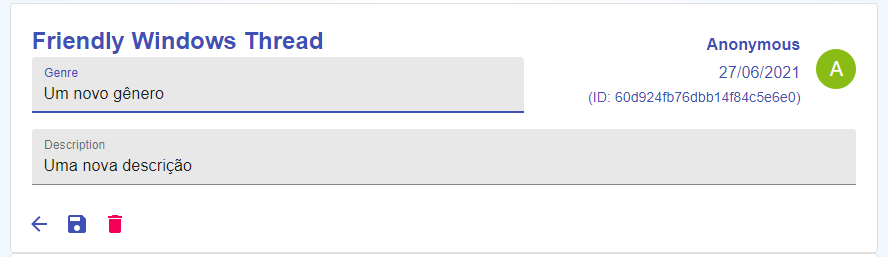 Friendly Windows Thread
Anonymous
27/06/2021
(ID: 60d924fb76dbb14f84c5e6e0)
A
Genre
Um novo gênero
Description
Uma nova descrição